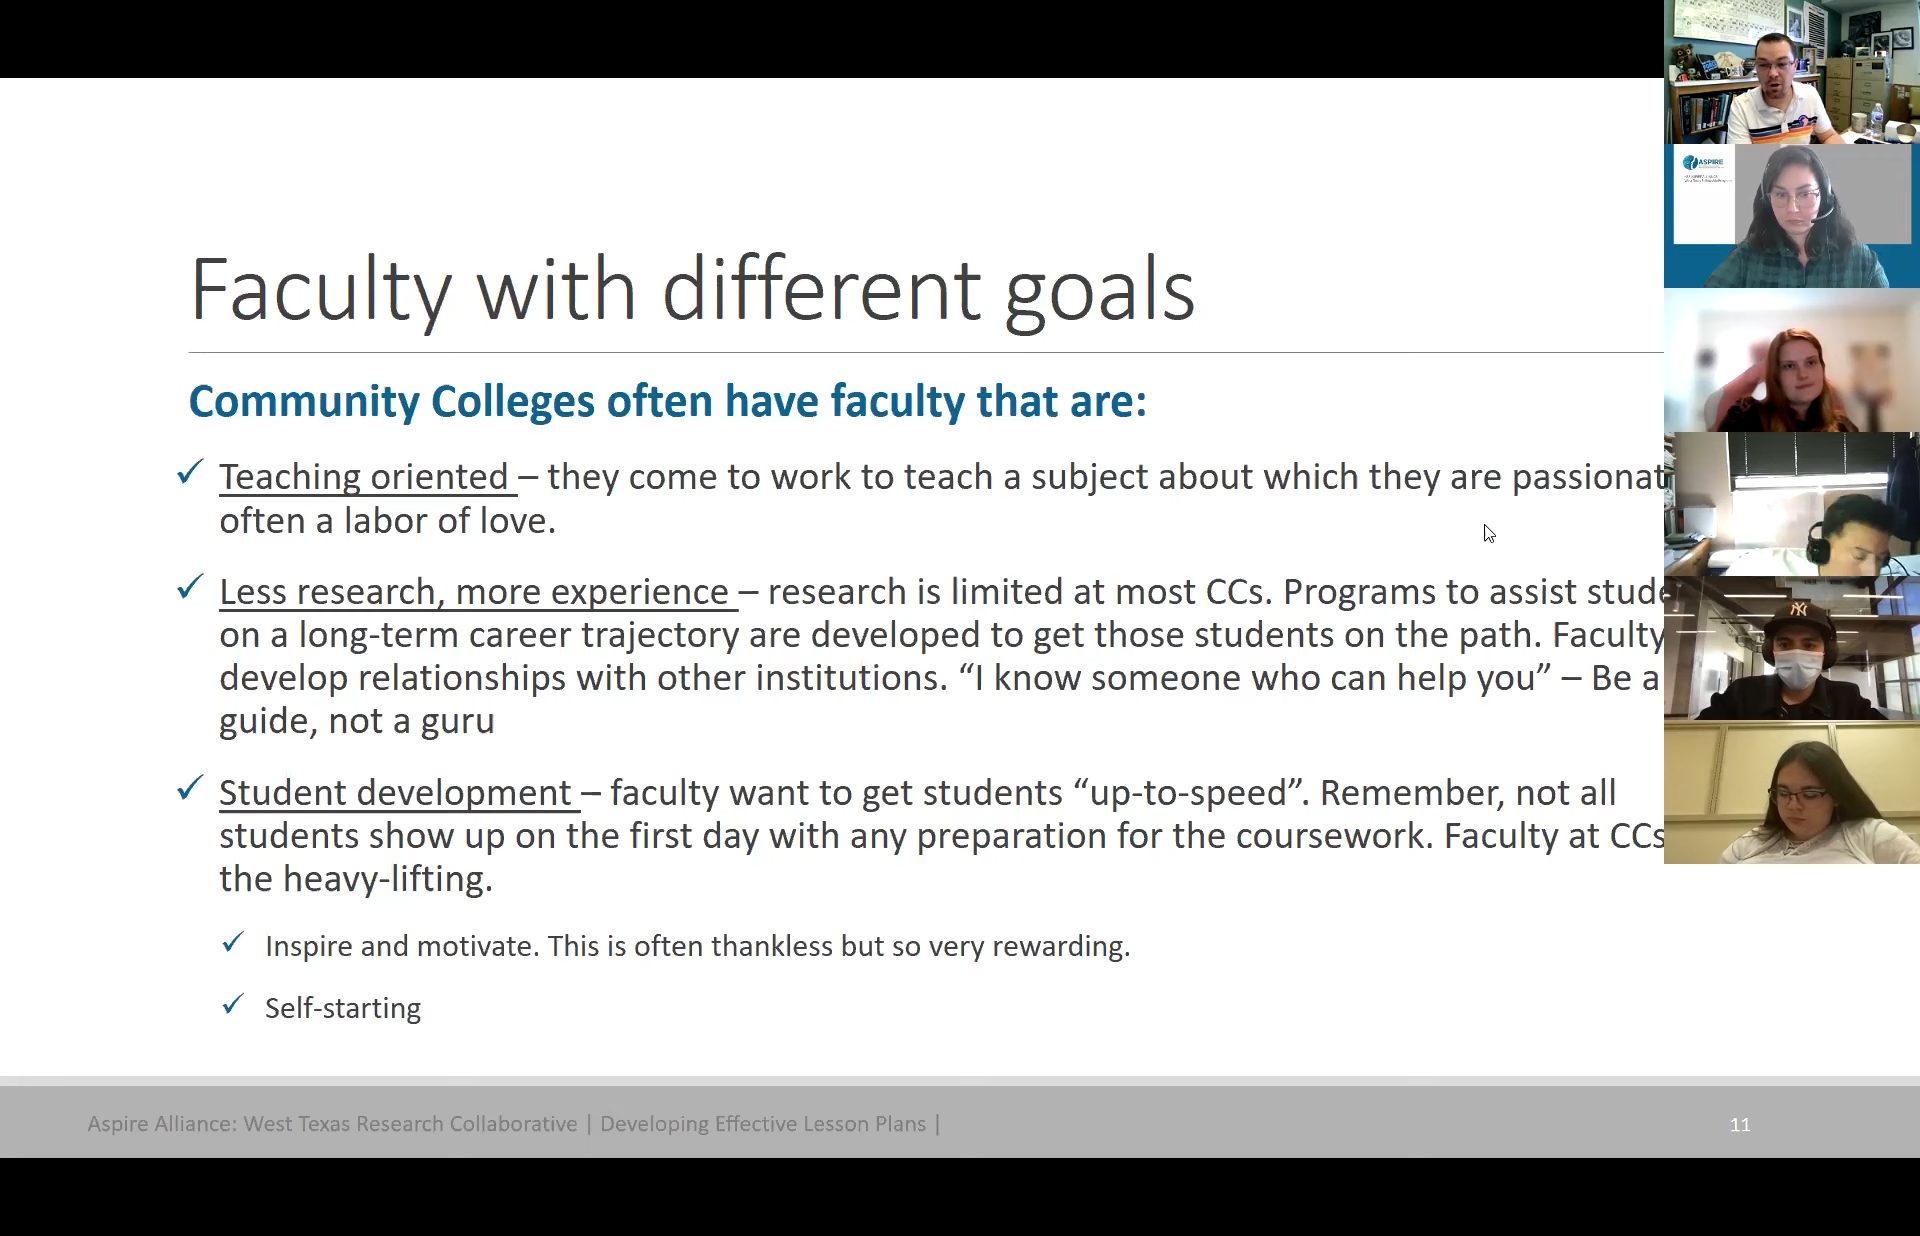 Faculty with different goals
Community Colleges often have faculty that are:
Teaching oriented – they come to work to teach a subject about which they are passionat
often a labor of love.
Less research, more experience – research is limited at most CCs. Programs to assist stude
on a long-term career trajectory are developed to get those students on the path. Faculty
develop relationships with other institutions. “I know someone who can help you” – Be a
guide, not a guru
Student development – faculty want to get students “up-to-speed”. Remember, not all
students show up on the first day with any preparation for the coursework. Faculty at CCs
the heavy-lifting.
Inspire and motivate. This is often thankless but so very rewarding.
Self-starting
Aspire Alliance: West Texas Research Collaborative | Developing Effective Lesson Plans |
11
ASPIRE
NY